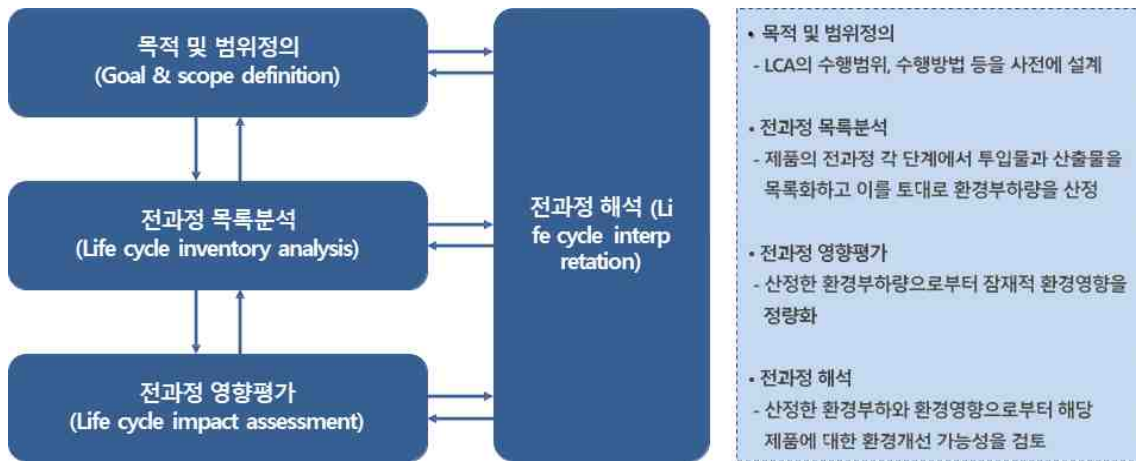 목적 및 범위정의
(Goal & scope definition)
전과정 목록분석
(Life cycle inventory analysis)
전과정 영향평가
(Life cycle impact assessment)
전과정 해석 (Li
fe cycle interp
retation)
• 목적 및 범위정의
- LCA의 수행범위, 수행방법 등을 사전에 설계
• 전과정 목록분석
- 제품의 전과정 각 단계에서 투입물과 산출물을
목록화하고 이를 토대로 환경부하량을 산정
• 전과정 영향평가
- 산정한 환경부하량으로부터 잠재적 환경영향을
정량화
• 전과정 해석
- 산정한 환경부하와 환경영향으로부터 해당
제품에 대한 환경개선 가능성을 검토